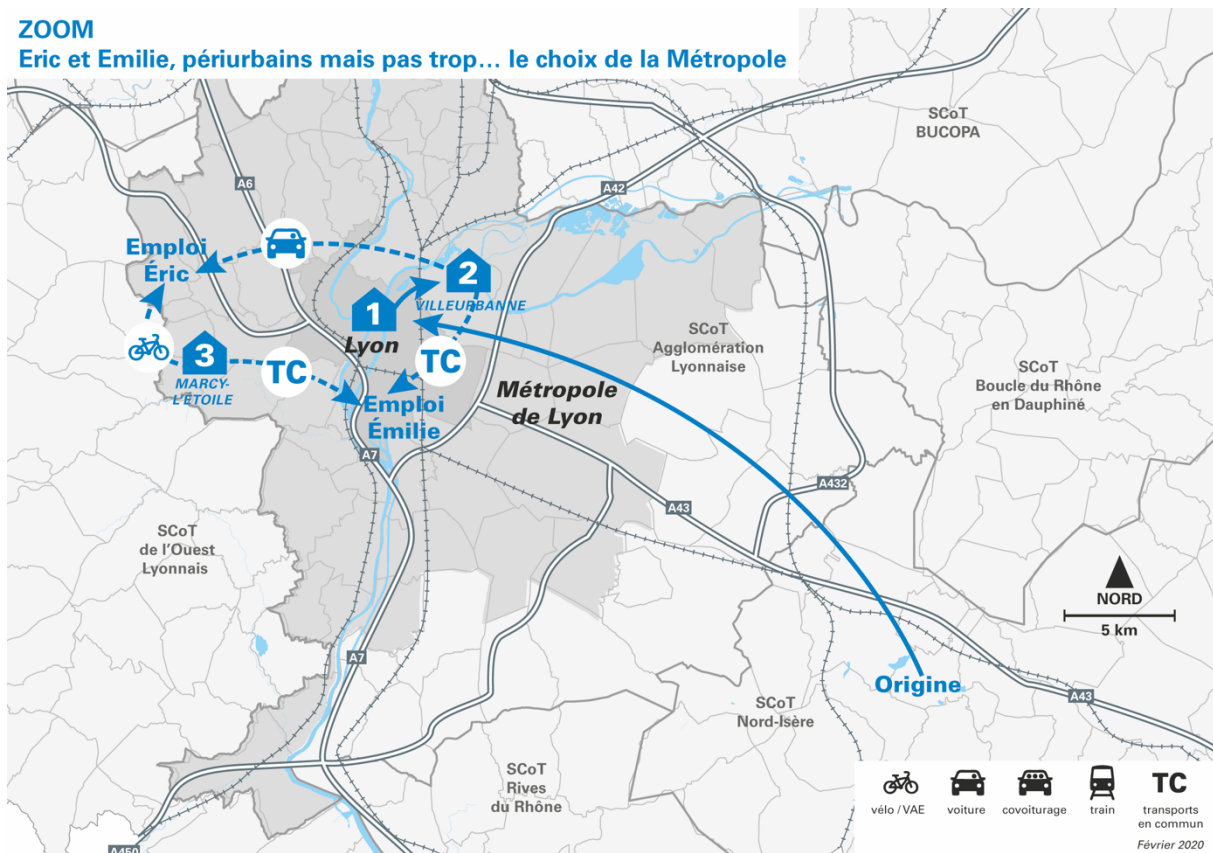 ZOOM
Eric et Emilie, périurbains mais pas trop... le choix de la Métropole
SCoT
BUCOPA
A6
A42
Emploi
Éric
2
VILLEURBANNE
1
Lyon
SCoT
Agglomération
Lyonnaise
3
MARCY-
L'ÉTOILE
TC
TC
SCoT
Boucle du Rhône
en Dauphiné
Métropole
de Lyon
Emploi
Émilie
A7
A432
A43
SCoT
de l'Ouest
Lyonnais
NORD
5 km
A7
Origine
A43
SCoT
Nord-Isère
SCoT
Rives
du Rhône
A450
vélo / VAE
voiture
covoiturage
train
TC
transports
en commun
Février 2020